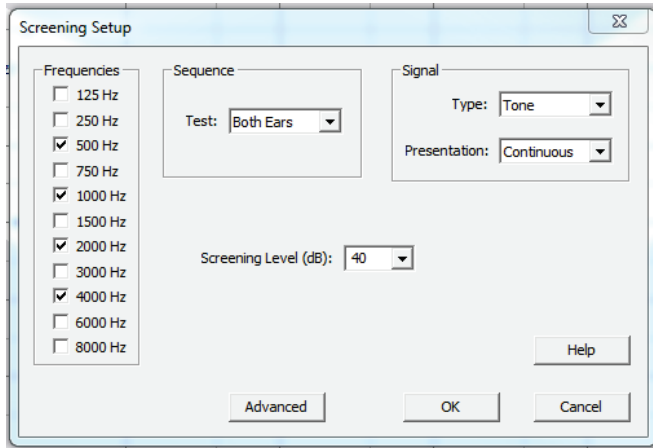 Screening Setup
Frequencies
125 Hz
250 Hz
500 Hz
750 Hz
1000 Hz
1500 Hz
2000 Hz
3000 Hz
4000 Hz
6000 Hz
8000 Hz
Sequence
Test: Both Ears
Signal
Type: Tone
Presentation: Continuous
Screening Level (dB): 40
Help
Advanced
OK
Cancel